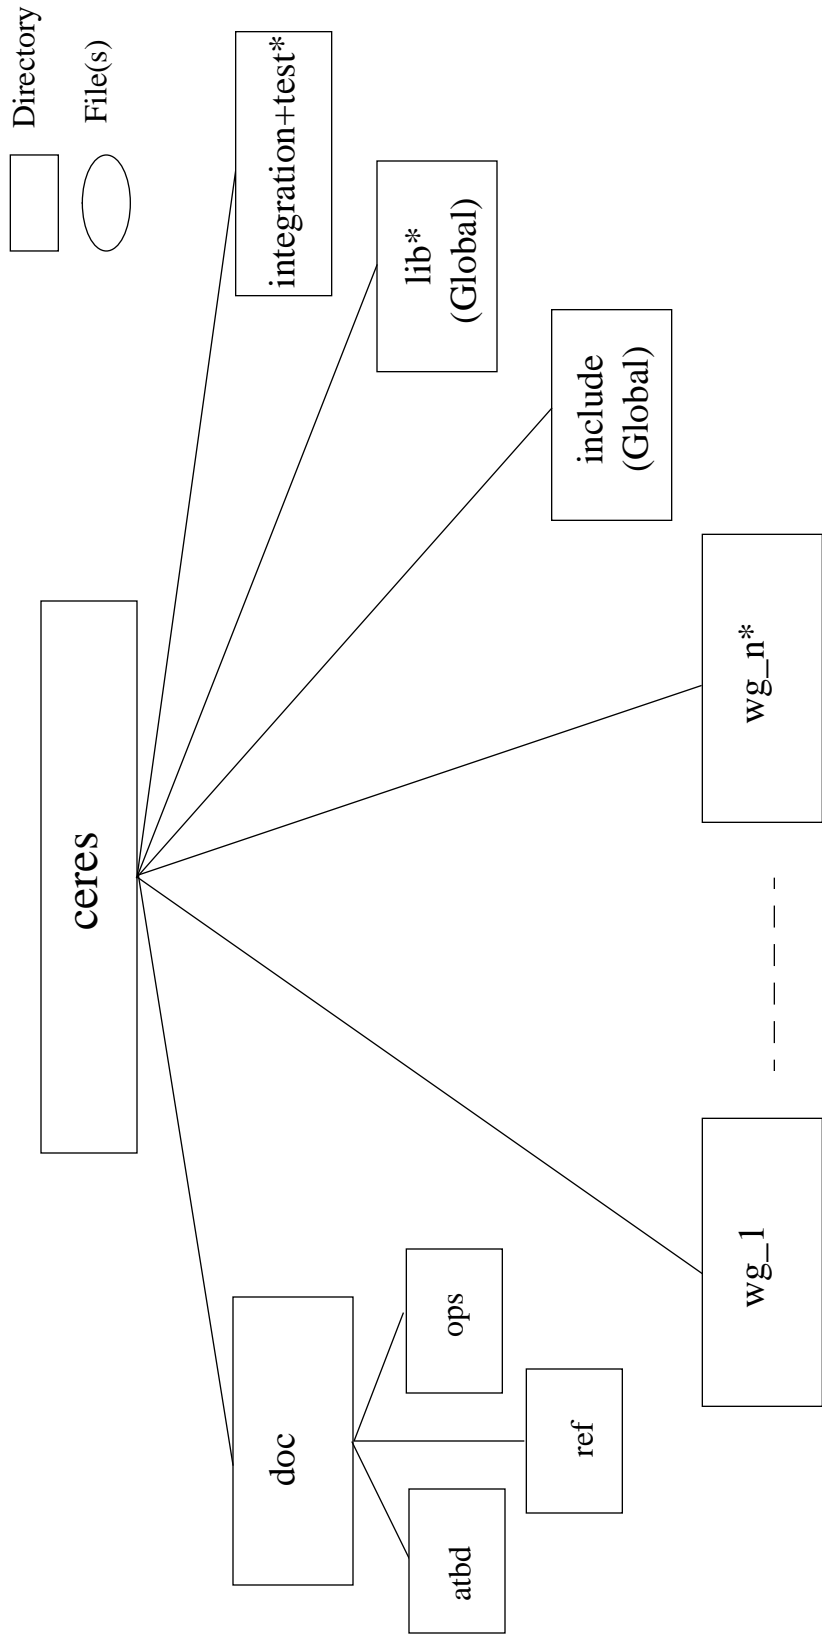 Directory
File(s)
ceres
doc
integration+test*
atbd
ops
lib*
(Global)
ref
include
(Global)
wg_1
wg_n*